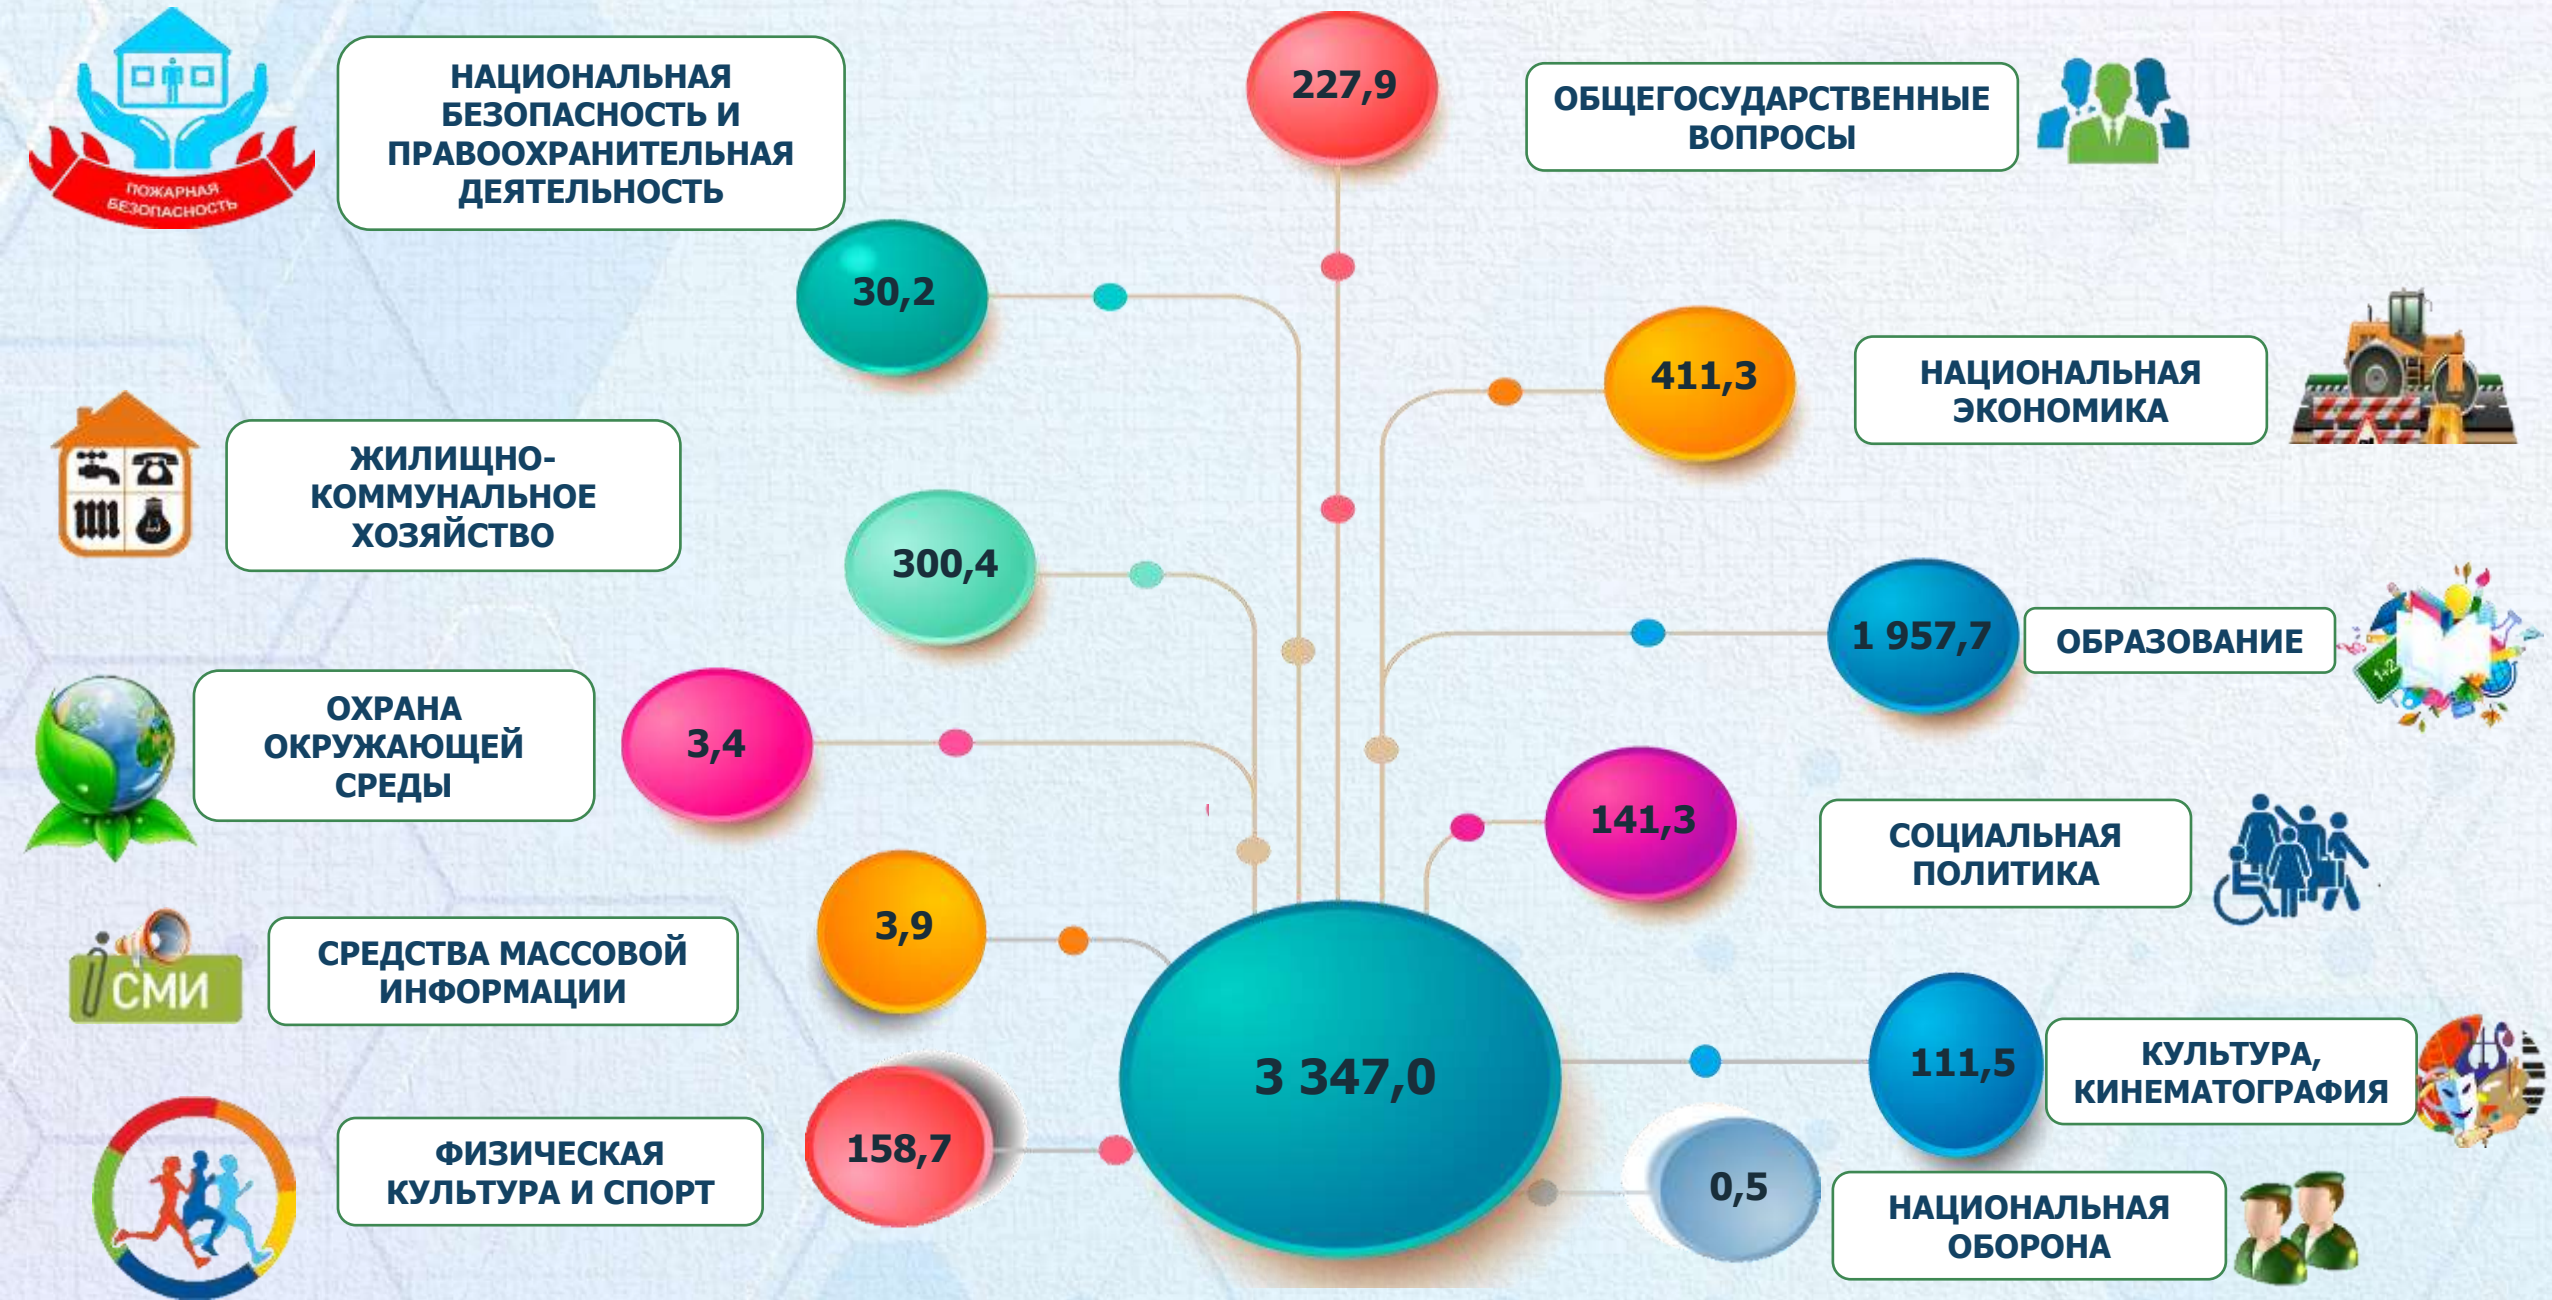 ПОЖАРНАЯ
БЕЗОПАСНОСТЬ
НАЦИОНАЛЬНАЯ
БЕЗОПАСНОСТЬ И
ПРАВООХРАНИТЕЛЬНАЯ
ДЕЯТЕЛЬНОСТЬ
30,2
227,9
ОБЩЕГОСУДАРСТВЕННЫЕ
ВОПРОСЫ
411,3
НАЦИОНАЛЬНАЯ
ЭКОНОМИКА
ЖИЛИЩНО-
КОММУНАЛЬНОЕ
ХОЗЯЙСТВО
300,4
1 957,7
ОБРАЗОВАНИЕ
ОХРАНА
ОКРУЖАЮЩЕЙ
СРЕДЫ
3,4
141,3
СОЦИАЛЬНАЯ
ПОЛИТИКА
СМИ
СРЕДСТВА МАССОВОЙ
ИНФОРМАЦИИ
3,9
3 347,0
111,5
КУЛЬТУРА,
КИНЕМАТОГРАФИЯ
ФИЗИЧЕСКАЯ
КУЛЬТУРА И СПОРТ
158,7
0,5
НАЦИОНАЛЬНАЯ
ОБОРОНА